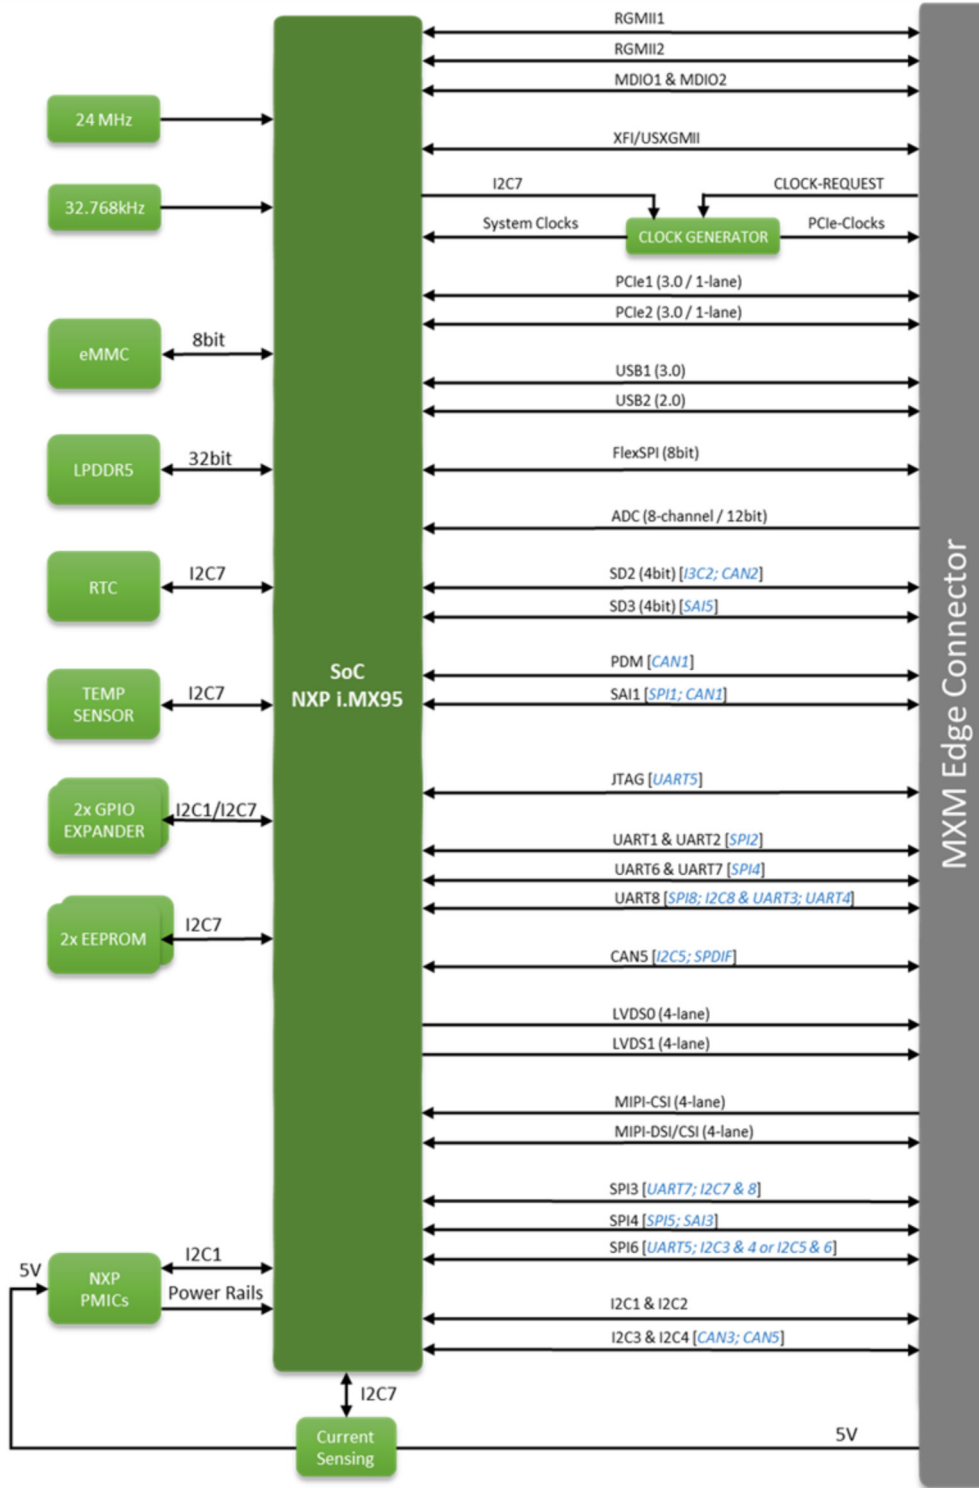 RGMII1
RGMII2
MDIO1 & MDIO2
24 MHz
XFI/USXGMII
32.768kHz
I2C7
CLOCK-REQUEST
System Clocks
CLOCK GENERATOR
PCIe-Clocks
PCIe1 (3.0 / 1-lane)
PCIe2 (3.0 / 1-lane)
eMMC
8bit
USB1 (3.0)
USB2 (2.0)
LPDDR5
32bit
FlexSPI (8bit)
ADC (8-channel / 12bit)
RTC
I2C7
SD2 (4bit) [I3C2; CAN2]
SD3 (4bit) [SAI5]
SoC
NXP i.MX95
MXM Edge Connector
TEMP
SENSOR
I2C7
PDM [CAN1]
SAI1 [SPI1; CAN1]
JTAG [UART5]
2x GPIO
EXPANDER
I2C1/I2C7
UART1 & UART2 [SPI2]
UART6 & UART7 [SPI4]
UART8 [SPI8; I2C8 & UART3; UART4]
2x EEPROM
I2C7
CAN5 [I2C5; SPDIF]
LVDS0 (4-lane)
LVDS1 (4-lane)
MIPI-CSI (4-lane)
MIPI-DSI/CSI (4-lane)
SPI3 [UART7; I2C7 & 8]
SPI4 [SPI5; SAI3]
SPI6 [UART5; I2C3 & 4 or I2C5 & 6]
5V
NXP
PMICs
I2C1
Power Rails
I2C1 & I2C2
I2C3 & I2C4 [CAN3; CAN5]
I2C7
Current
Sensing
5V